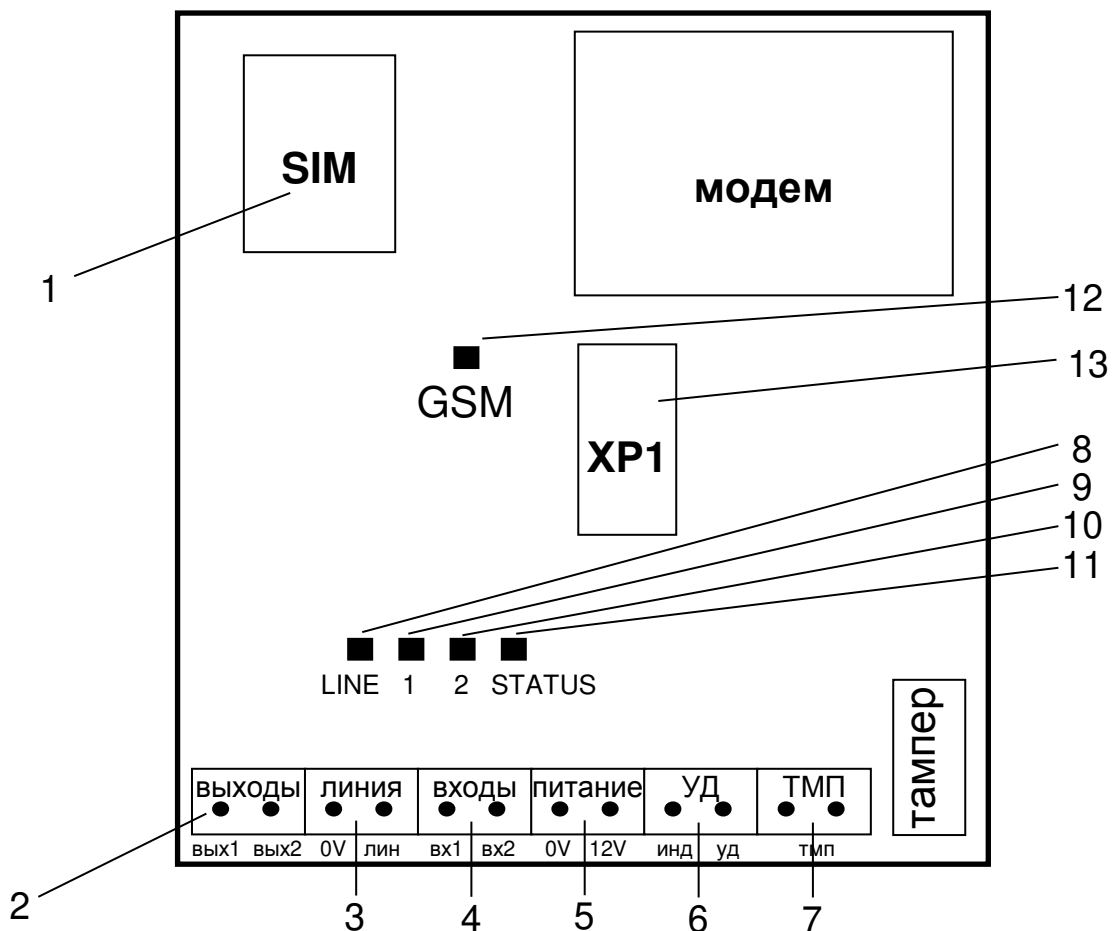 SIM
модем
1
12
GSM
13
XP1
8
9
10
11
LINE 1 2 STATUS
тампер
выходы линия входы питание УД ТМП
вых1 вых2 0V лин вх1 вх2 0V 12V инд уд тмп
2 3 4 5 6 7